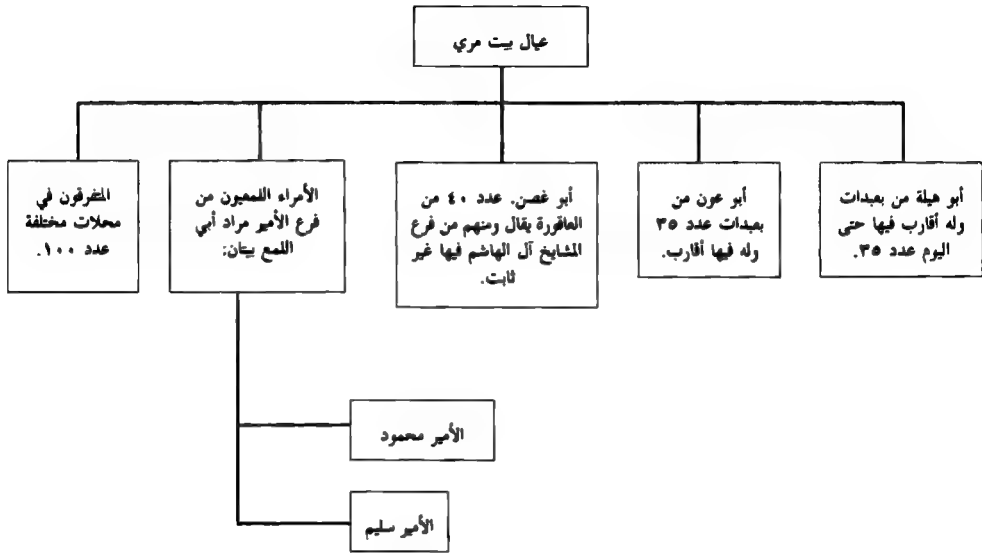 عيال بيت مري
أبو هيلة من بعبدات
وله أقارب فيها حتى
اليوم عدد ٣٥.
أبو عون من
بعبدات عدد ٣٥
وله فيها أقارب.
أبو غصن. عدد ٤٠ من
العاقورة يقال ومنهم من فرع
المشايخ آل الهاشم فيها غير
ثابت.
الأمراء اللمعيون من
فرع الأمير مراد أبي
اللمع بيتان:
المتفرقون في
محلات مختلفة
عدد ١٠٠.
الأمير محمود
الأمير سليم